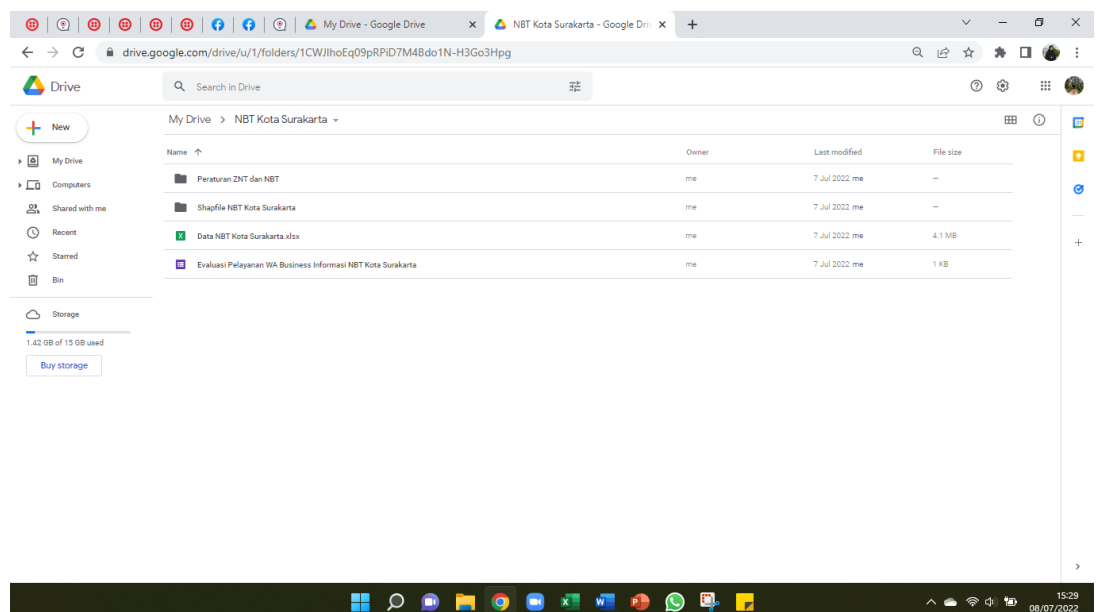 My Drive - Google Drive
NBT Kota Surakarta - Google Driv
drive.google.com/drive/u/1/folders/1CWJIhoEq09pRPiD7M4Bdo1N-H3Go3Hpg
Drive
Search in Drive
New
My Drive
Computers
Shared with me
Recent
Starred
Bin
Storage
1.42 GB of 15 GB used
Buy storage
My Drive > NBT Kota Surakarta
Name Owner Last modified File size
Peraturan ZNT dan NBT me 7 Jul 2022 me –
Shapfile NBT Kota Surakarta me 7 Jul 2022 me –
Data NBT Kota Surakarta.xlsx me 7 Jul 2022 me 4.1 MB
Evaluasi Pelayanan WA Business Informasi NBT Kota Surakarta me 7 Jul 2022 me 1 KB
15:29
08/07/2022